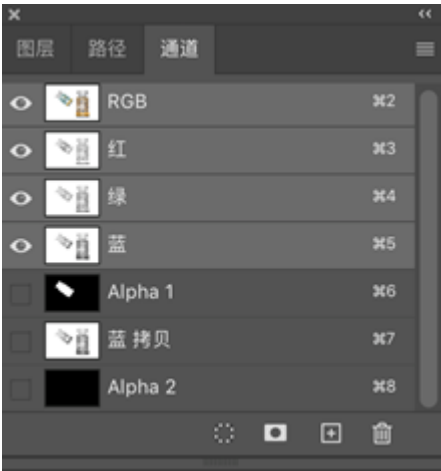 图层 路径 通道
RGB ⌘2
红 ⌘3
绿 ⌘4
蓝 ⌘5
Alpha 1 ⌘6
蓝 拷贝 ⌘7
Alpha 2 ⌘8